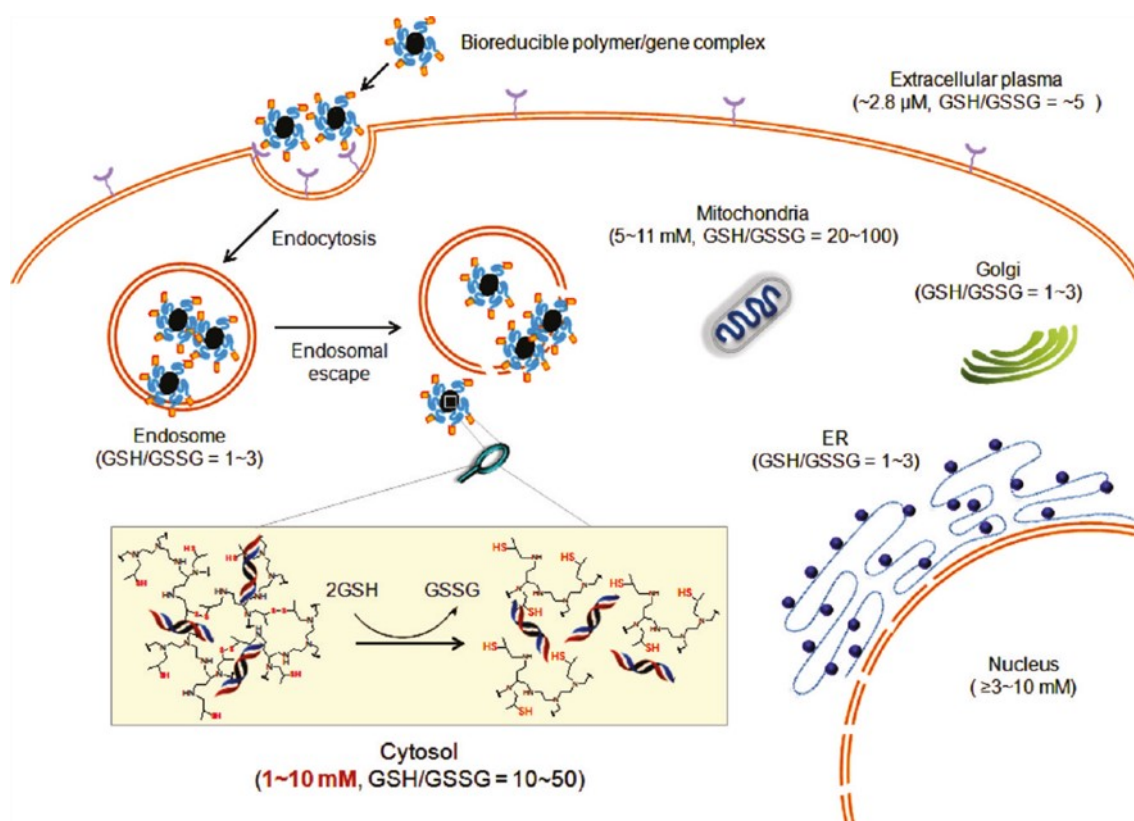 Bioreducible polymer/gene complex
Extracellular plasma
(~2.8 µM, GSH/GSSG = ~5 )
Endocytosis
Mitochondria
(5~11 mM, GSH/GSSG = 20~100)
Golgi
(GSH/GSSG = 1~3)
Endosomal
escape
Endosome
(GSH/GSSG = 1~3)
ER
(GSH/GSSG = 1~3)
2GSH
GSSG
Nucleus
( ≥3~10 mM)
Cytosol
(1~10 mM, GSH/GSSG = 10~50)